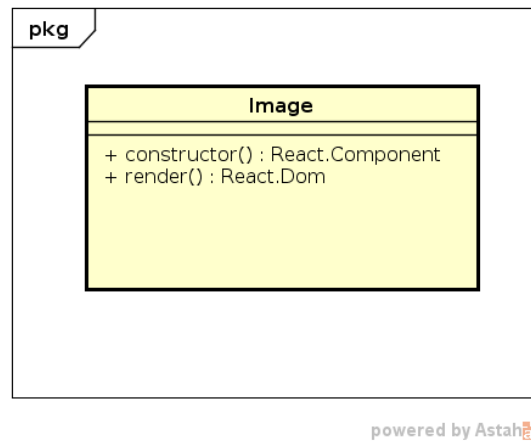 pkg
Image
+ constructor() : React.Component
+ render() : React.Dom
powered by Astah